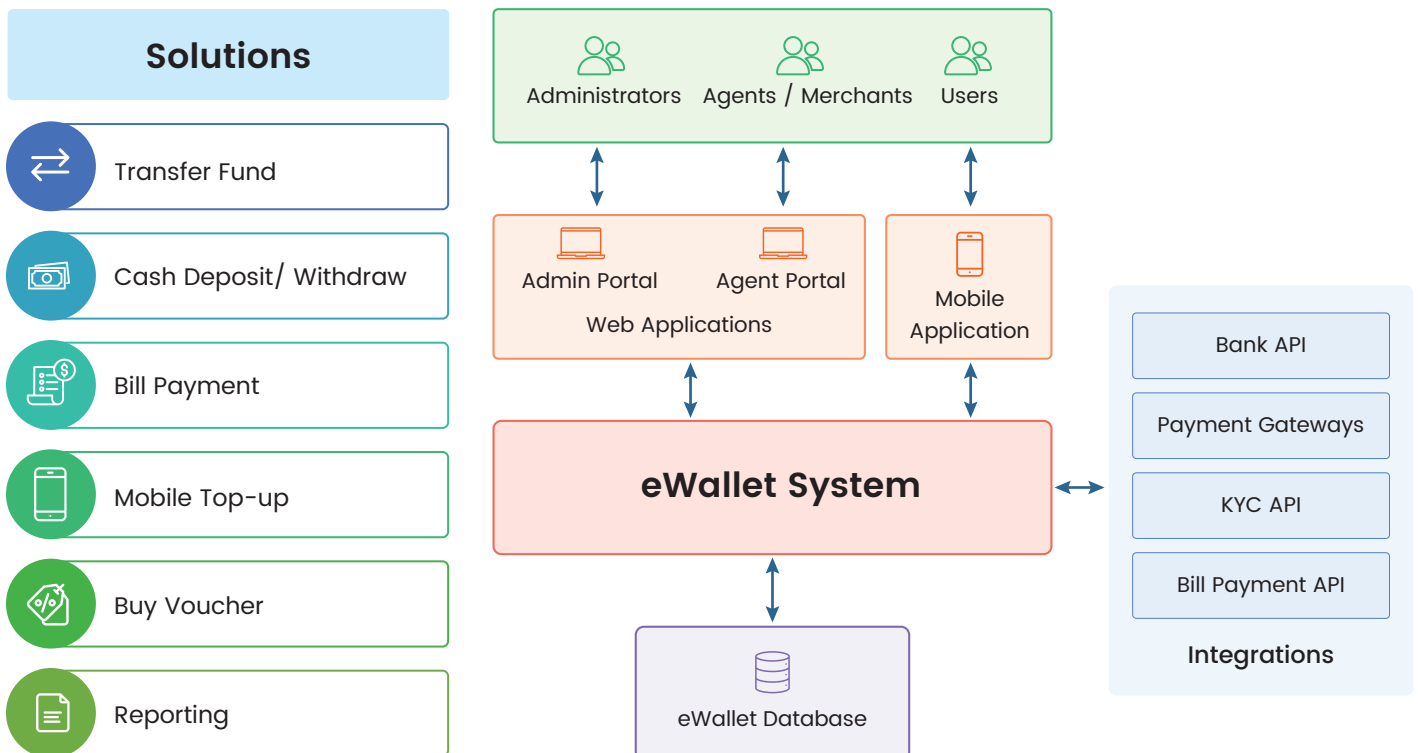 Solutions
Transfer Fund
Cash Deposit/ Withdraw
Bill Payment
$
Mobile Top-up
Buy Voucher
%
Reporting
Administrators
Agents / Merchants
Users
Admin Portal
Agent Portal
Web Applications
Mobile
Application
eWallet System
eWallet Database
Bank API
Payment Gateways
KYC API
Bill Payment API
Integrations